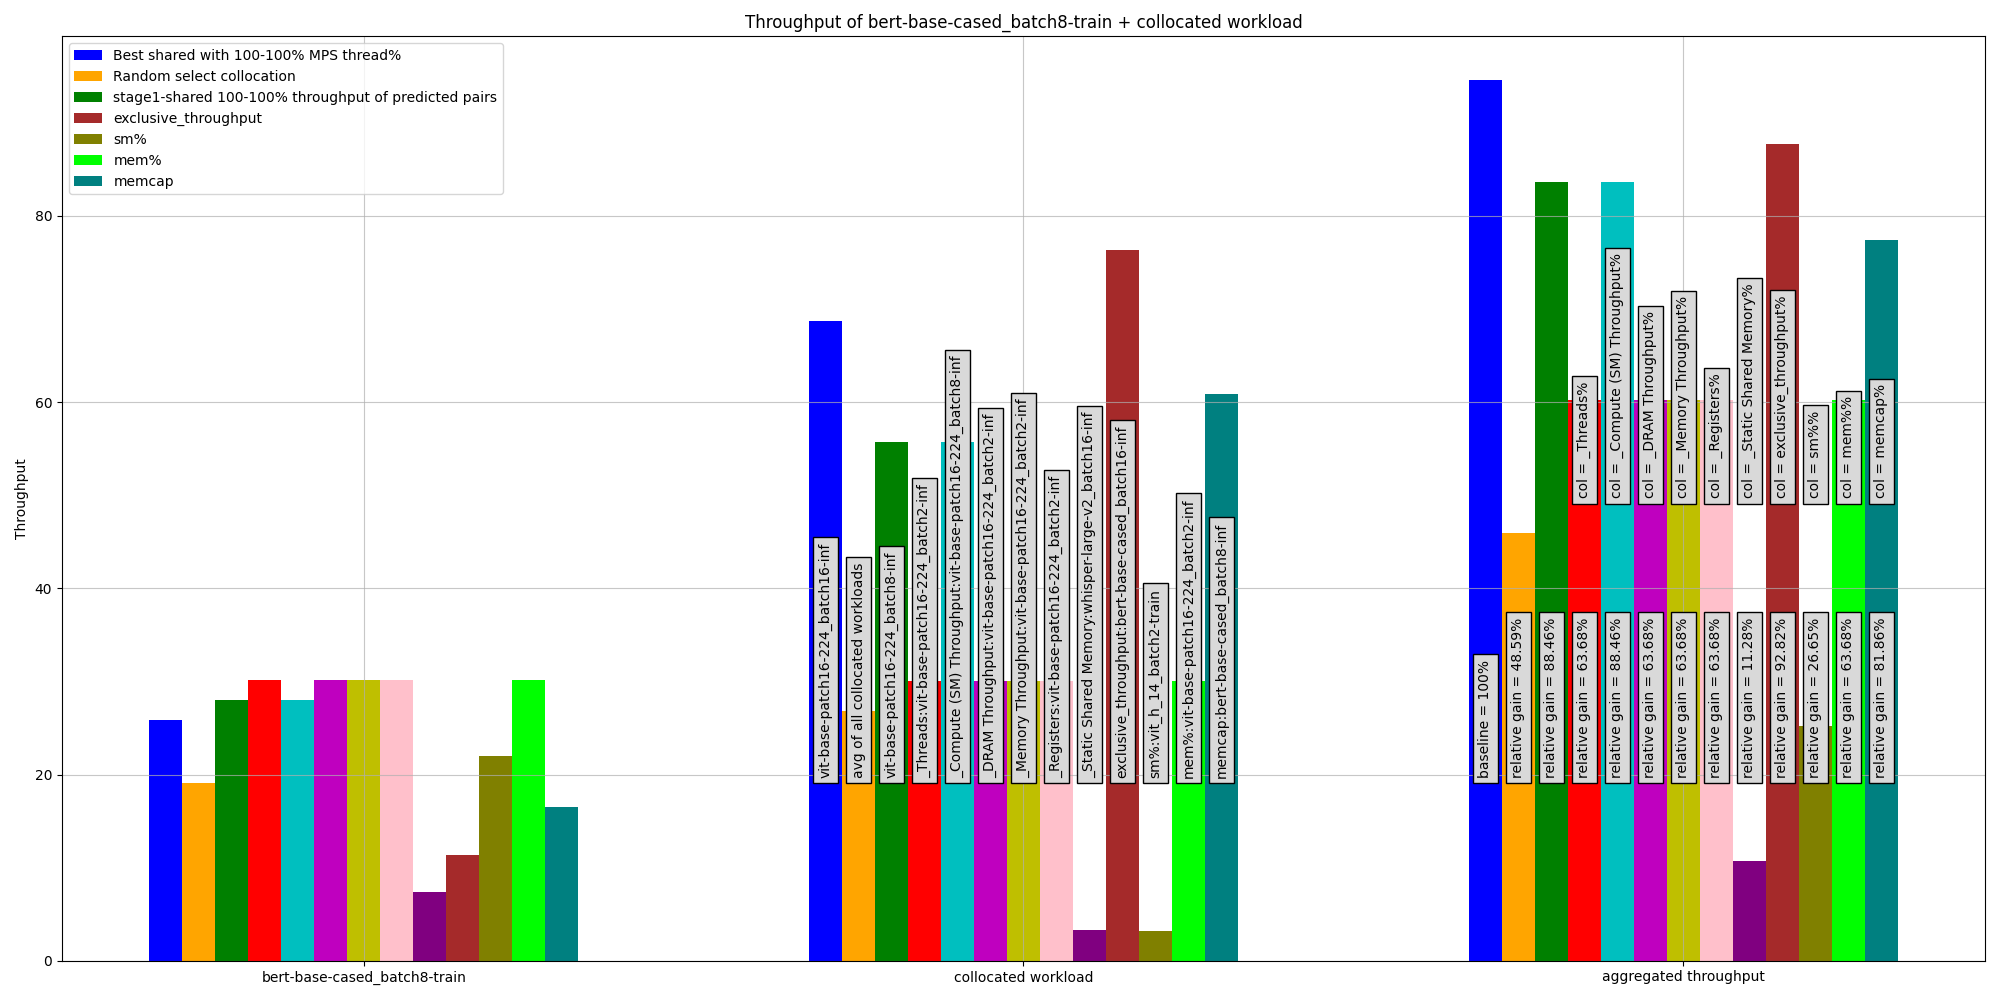 Throughput of bert-base-cased_batch8-train + collocated workload
Best shared with 100-100% MPS thread%
Random select collocation
stage1-shared 100-100% throughput of predicted pairs
exclusive_throughput
sm%
mem%
memcap
Throughput
80
60
40
20
0
vit-base-patch16-224_batch16-inf
avg of all collocated workloads
vit-base-patch16-224_batch8-inf
_Threads:vit-base-patch16-224_batch2-inf
_Compute (SM) Throughput:vit-base-patch16-224_batch8-inf
_DRAM Throughput:vit-base-patch16-224_batch2-inf
_Memory Throughput:vit-base-patch16-224_batch2-inf
_Registers:vit-base-patch16-224_batch2-inf
_Static Shared Memory:whisper-large-v2_batch16-inf
exclusive_throughput:bert-base-cased_batch16-inf
sm%:vit_h_14_batch2-train
mem%:vit-base-patch16-224_batch2-inf
memcap:bert-base-cased_batch8-inf
col = _Threads%
col = _Compute (SM) Throughput%
col = _DRAM Throughput%
col = _Memory Throughput%
col = _Registers%
col = _Static Shared Memory%
col = exclusive_throughput%
col = sm%%
col = mem%%
col = memcap%
baseline = 100%
relative gain = 48.59%
relative gain = 88.46%
relative gain = 63.68%
relative gain = 88.46%
relative gain = 63.68%
relative gain = 63.68%
relative gain = 63.68%
relative gain = 11.28%
relative gain = 92.82%
relative gain = 26.65%
relative gain = 63.68%
relative gain = 81.86%
bert-base-cased_batch8-train
collocated workload
aggregated throughput